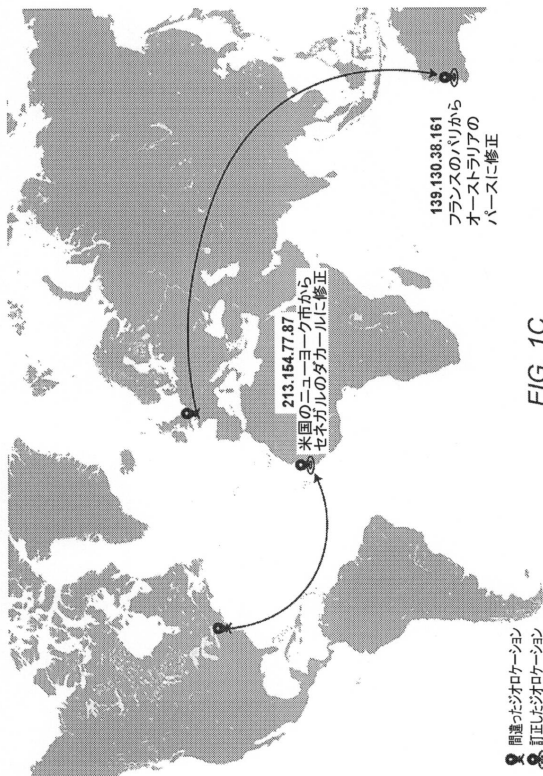 213.154.77.87
米国のニューヨーク市から
セネガルのダカールに修正
139.130.38.161
フランスのパリから
オーストラリアの
パースに修正
間違ったジオロケーション
訂正したジオロケーション
FIG. 1C